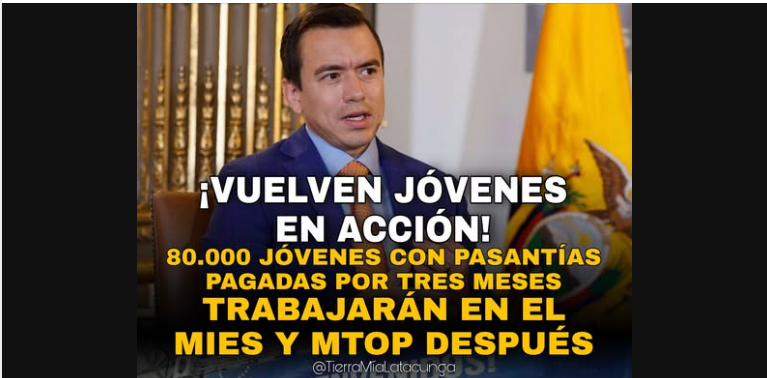 ¡VUELVEN JÓVENES
EN ACCIÓN!
80.000 JÓVENES CON PASANTÍAS
PAGADAS POR TRES MESES
TRABAJARÁN EN EL
MIES Y MTOP DESPUÉS
@TierraMíaLatacunga